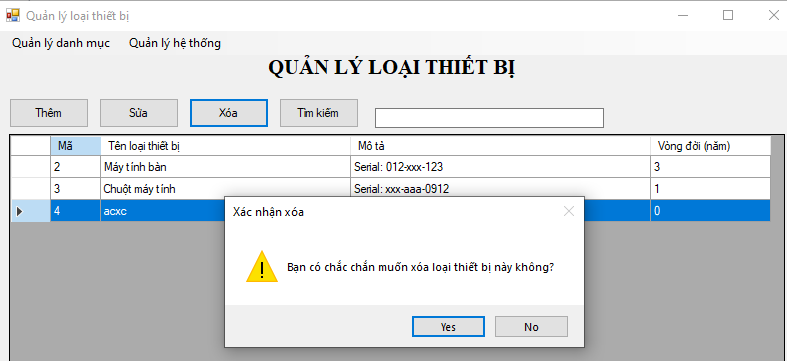 Quản lý loại thiết bị
Quản lý danh mục Quản lý hệ thống
QUẢN LÝ LOẠI THIẾT BỊ
Thêm Sửa Xóa Tìm kiếm
Mã Tên loại thiết bị Mô tả Vòng đời (năm)
2 Máy tính bàn Serial: 012-xxx-123 3
3 Chuột máy tính Serial: xxx-aaa-0912 1
4 acxc 0
Xác nhận xóa
Bạn có chắc chắn muốn xóa loại thiết bị này không?
Yes No